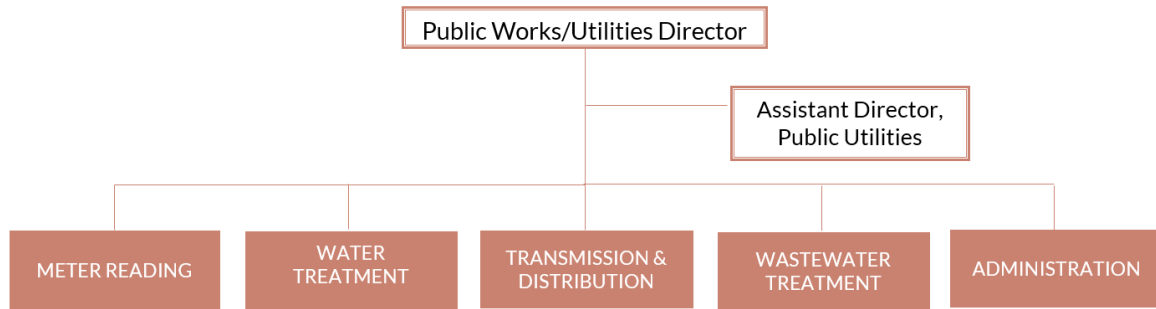 Public Works/Utilities Director
Assistant Director,
Public Utilities
METER READING
WATER
TREATMENT
TRANSMISSION &
DISTRIBUTION
WASTEWATER
TREATMENT
ADMINISTRATION